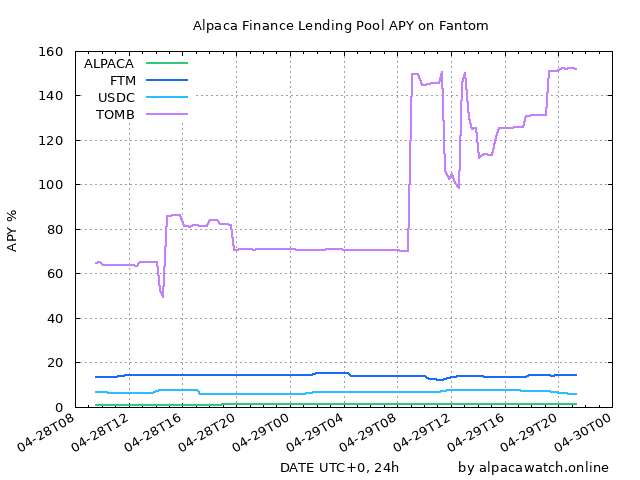 Alpaca Finance Lending Pool APY on Fantom
160
140
120
100
80
60
40
20
0
APY %
ALPACA
FTM
USDC
TOMB
04-28T08
04-28T12
04-28T16
04-28T20
04-29T00
04-29T04
04-29T08
04-29T12
04-29T16
04-29T20
04-30T00
DATE UTC+0, 24h
by alpacawatch.online